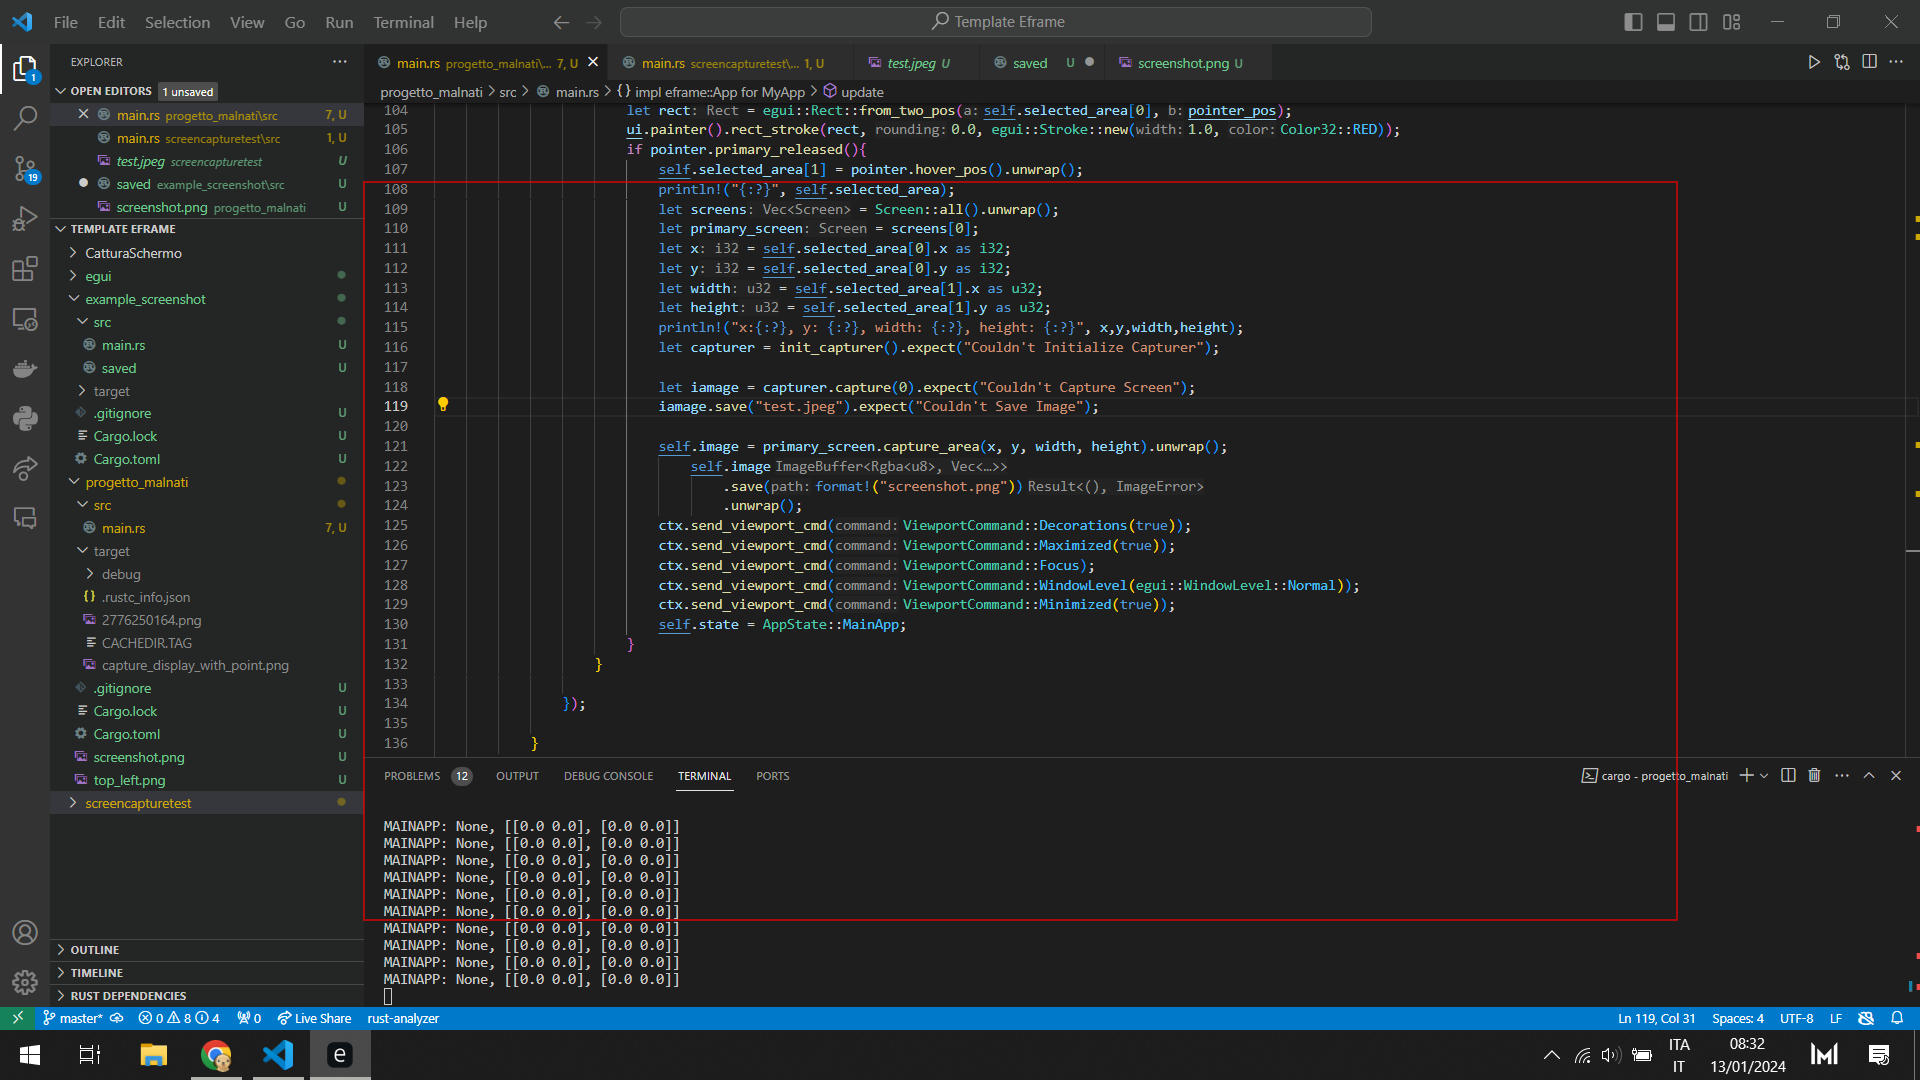 File Edit Selection View Go Run Terminal Help
Template Eframe
EXPLORER
OPEN EDITORS 1 unsaved
main.rs progetto_malnati\src 7, U
main.rs screencapturetest\src 1, U
test.jpeg screencapturetest U
saved example_screenshot\src U
screenshot.png progetto_malnati U
TEMPLATE EFRAME
CatturaSchermo
egui
example_screenshot
src
main.rs U
saved U
target
.gitignore U
Cargo.lock U
Cargo.toml U
progetto_malnati
src
main.rs 7, U
target
debug
.rustc_info.json
2776250164.png
CACHEDIR.TAG
capture_display_with_point.png
.gitignore U
Cargo.lock U
Cargo.toml U
screenshot.png U
top_left.png U
screencapturetest
OUTLINE
TIMELINE
RUST DEPENDENCIES
main.rs progetto_malnati\... 7, U
main.rs screencapturetest\... 1, U
test.jpeg U
saved U
screenshot.png U
progetto_malnati > src > main.rs > {} impl eframe::App for MyApp > update
104 let rect: Rect = egui::Rect::from_two_pos(a: self.selected_area[0], b: pointer_pos);
105 ui.painter().rect_stroke(rect, rounding: 0.0, egui::Stroke::new(width: 1.0, color: Color32::RED));
106 if pointer.primary_released(){
107 self.selected_area[1] = pointer.hover_pos().unwrap();
108 println!("{:?}", self.selected_area);
109 let screens: Vec<Screen> = Screen::all().unwrap();
110 let primary_screen: Screen = screens[0];
111 let x: i32 = self.selected_area[0].x as i32;
112 let y: i32 = self.selected_area[0].y as i32;
113 let width: u32 = self.selected_area[1].x as u32;
114 let height: u32 = self.selected_area[1].y as u32;
115 println!("x:{:?}, y: {:?}, width: {:?}, height: {:?}", x,y,width,height);
116 let capturer = init_capturer().expect("Couldn't Initialize Capturer");
117
118 let iamage = capturer.capture(0).expect("Couldn't Capture Screen");
119 iamage.save("test.jpeg").expect("Couldn't Save Image");
120
121 self.image = primary_screen.capture_area(x, y, width, height).unwrap();
122 self.image ImageBuffer<Rgba<u8>, Vec<…>>
123 .save(path: format!("screenshot.png")) Result<(), ImageError>
124 .unwrap();
125 ctx.send_viewport_cmd(command: ViewportCommand::Decorations(true));
126 ctx.send_viewport_cmd(command: ViewportCommand::Maximized(true));
127 ctx.send_viewport_cmd(command: ViewportCommand::Focus);
128 ctx.send_viewport_cmd(command: ViewportCommand::WindowLevel(egui::WindowLevel::Normal));
129 ctx.send_viewport_cmd(command: ViewportCommand::Minimized(true));
130 self.state = AppState::MainApp;
131 }
132 }
133
134 });
135
136 }
PROBLEMS 12 OUTPUT DEBUG CONSOLE TERMINAL PORTS
cargo - progetto_malnati
MAINAPP: None, [[0.0 0.0], [0.0 0.0]]
MAINAPP: None, [[0.0 0.0], [0.0 0.0]]
MAINAPP: None, [[0.0 0.0], [0.0 0.0]]
MAINAPP: None, [[0.0 0.0], [0.0 0.0]]
MAINAPP: None, [[0.0 0.0], [0.0 0.0]]
MAINAPP: None, [[0.0 0.0], [0.0 0.0]]
MAINAPP: None, [[0.0 0.0], [0.0 0.0]]
MAINAPP: None, [[0.0 0.0], [0.0 0.0]]
MAINAPP: None, [[0.0 0.0], [0.0 0.0]]
MAINAPP: None, [[0.0 0.0], [0.0 0.0]]
master* 0 8 4 0 Live Share rust-analyzer
Ln 119, Col 31 Spaces: 4 UTF-8 LF
ITA
IT
08:32
13/01/2024